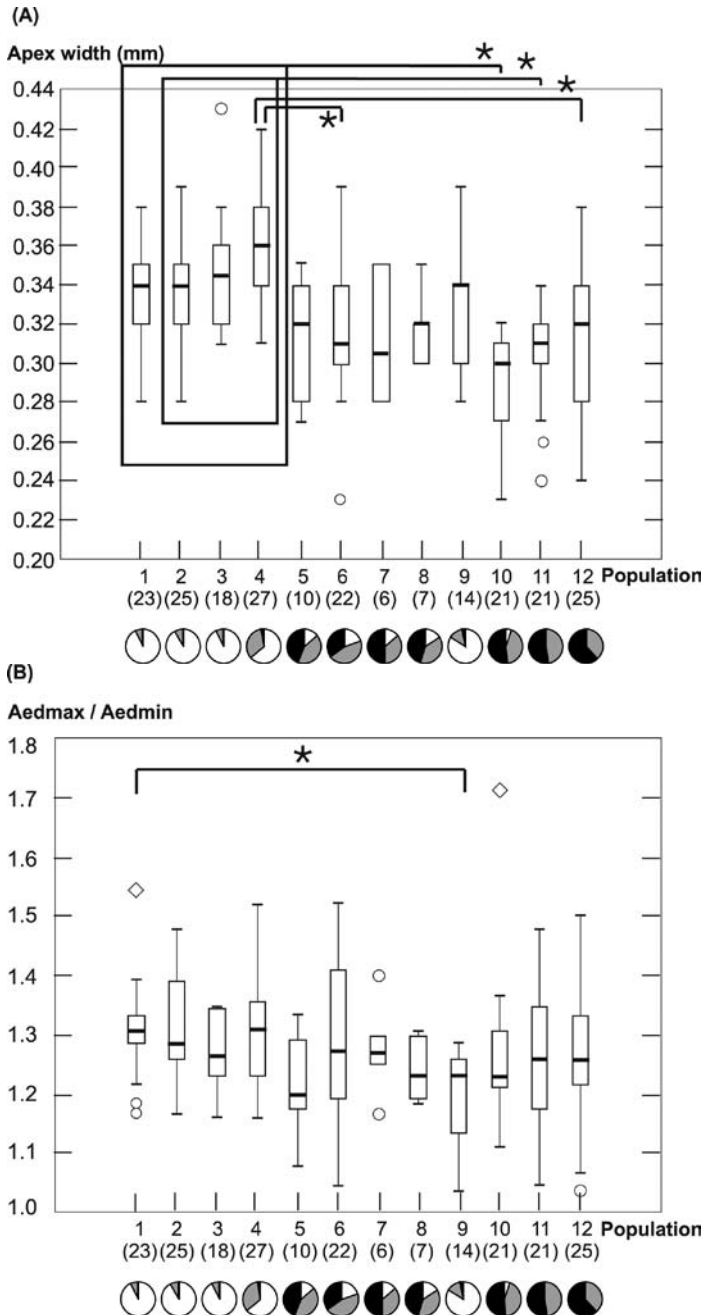 (A)
Apex width (mm)
* * * *
0.44
0.42
0.40
0.38
0.36
0.34
0.32
0.30
0.28
0.26
0.24
0.22
0.20
1 2 3 4 5 6 7 8 9 10 11 12 Population
(23) (25) (18) (27) (10) (22) (6) (7) (14) (21) (21) (25)
(B)
Aedmax / Aedmin
*
1.8
1.7
1.6
1.5
1.4
1.3
1.2
1.1
1.0
1 2 3 4 5 6 7 8 9 10 11 12 Population
(23) (25) (18) (27) (10) (22) (6) (7) (14) (21) (21) (25)